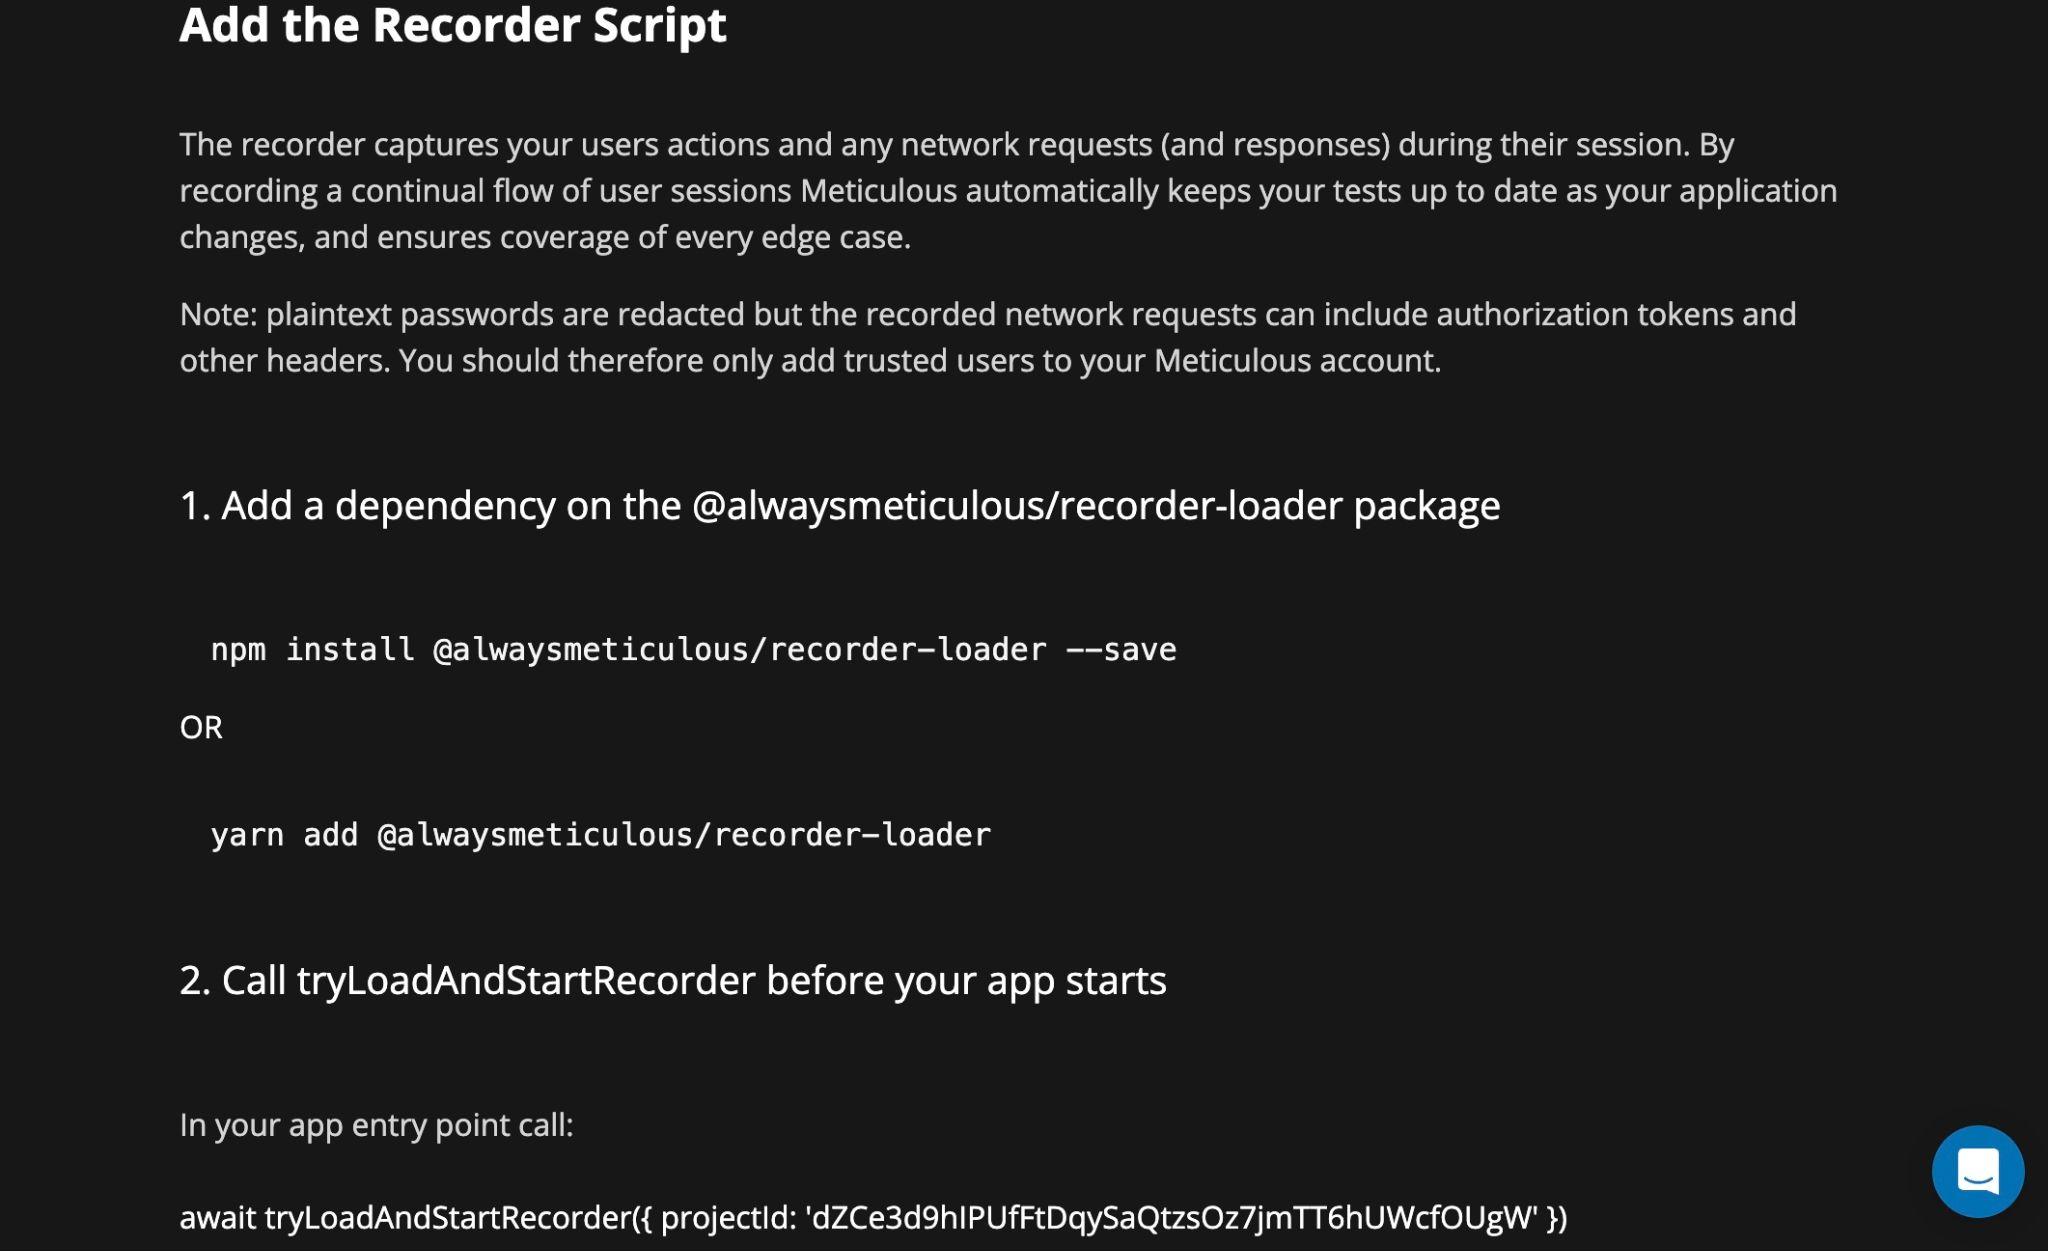 Add the Recorder Script
The recorder captures your users actions and any network requests (and responses) during their session. By
recording a continual flow of user sessions Meticulous automatically keeps your tests up to date as your application
changes, and ensures coverage of every edge case.
Note: plaintext passwords are redacted but the recorded network requests can include authorization tokens and
other headers. You should therefore only add trusted users to your Meticulous account.
1. Add a dependency on the @alwaysmeticulous/recorder-loader package
npm install @alwaysmeticulous/recorder-loader --save
OR
yarn add @alwaysmeticulous/recorder-loader
2. Call tryLoadAndStartRecorder before your app starts
In your app entry point call:
await tryLoadAndStartRecorder({ projectId: 'dZCe3d9hIPUfFtDqySaQtzsOz7jmTT6hUWcfOUgW' })